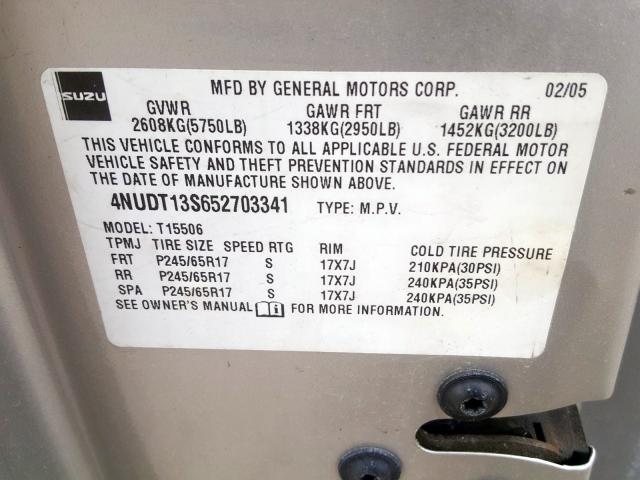 SUZU MFD BY GENERAL MOTORS CORP. 02/05
GVWR GAWR FRT GAWR RR
2608KG(5750LB) 1338KG(2950LB) 1452KG(3200LB)
THIS VEHICLE CONFORMS TO ALL APPLICABLE U.S. FEDERAL MOTOR
VEHICLE SAFETY AND THEFT PREVENTION STANDARDS IN EFFECT ON
THE DATE OF MANUFACTURE SHOWN ABOVE.
4NUDT13S652703341 TYPE: M.P.V.
MODEL: T15506
TPMJ TIRE SIZE SPEED RTG RIM COLD TIRE PRESSURE
FRT P245/65R17 S 17X7J 210KPA(30PSI)
RR P245/65R17 S 17X7J 240KPA(35PSI)
SPA P245/65R17 S 17X7J 240KPA(35PSI)
SEE OWNER'S MANUAL i FOR MORE INFORMATION.